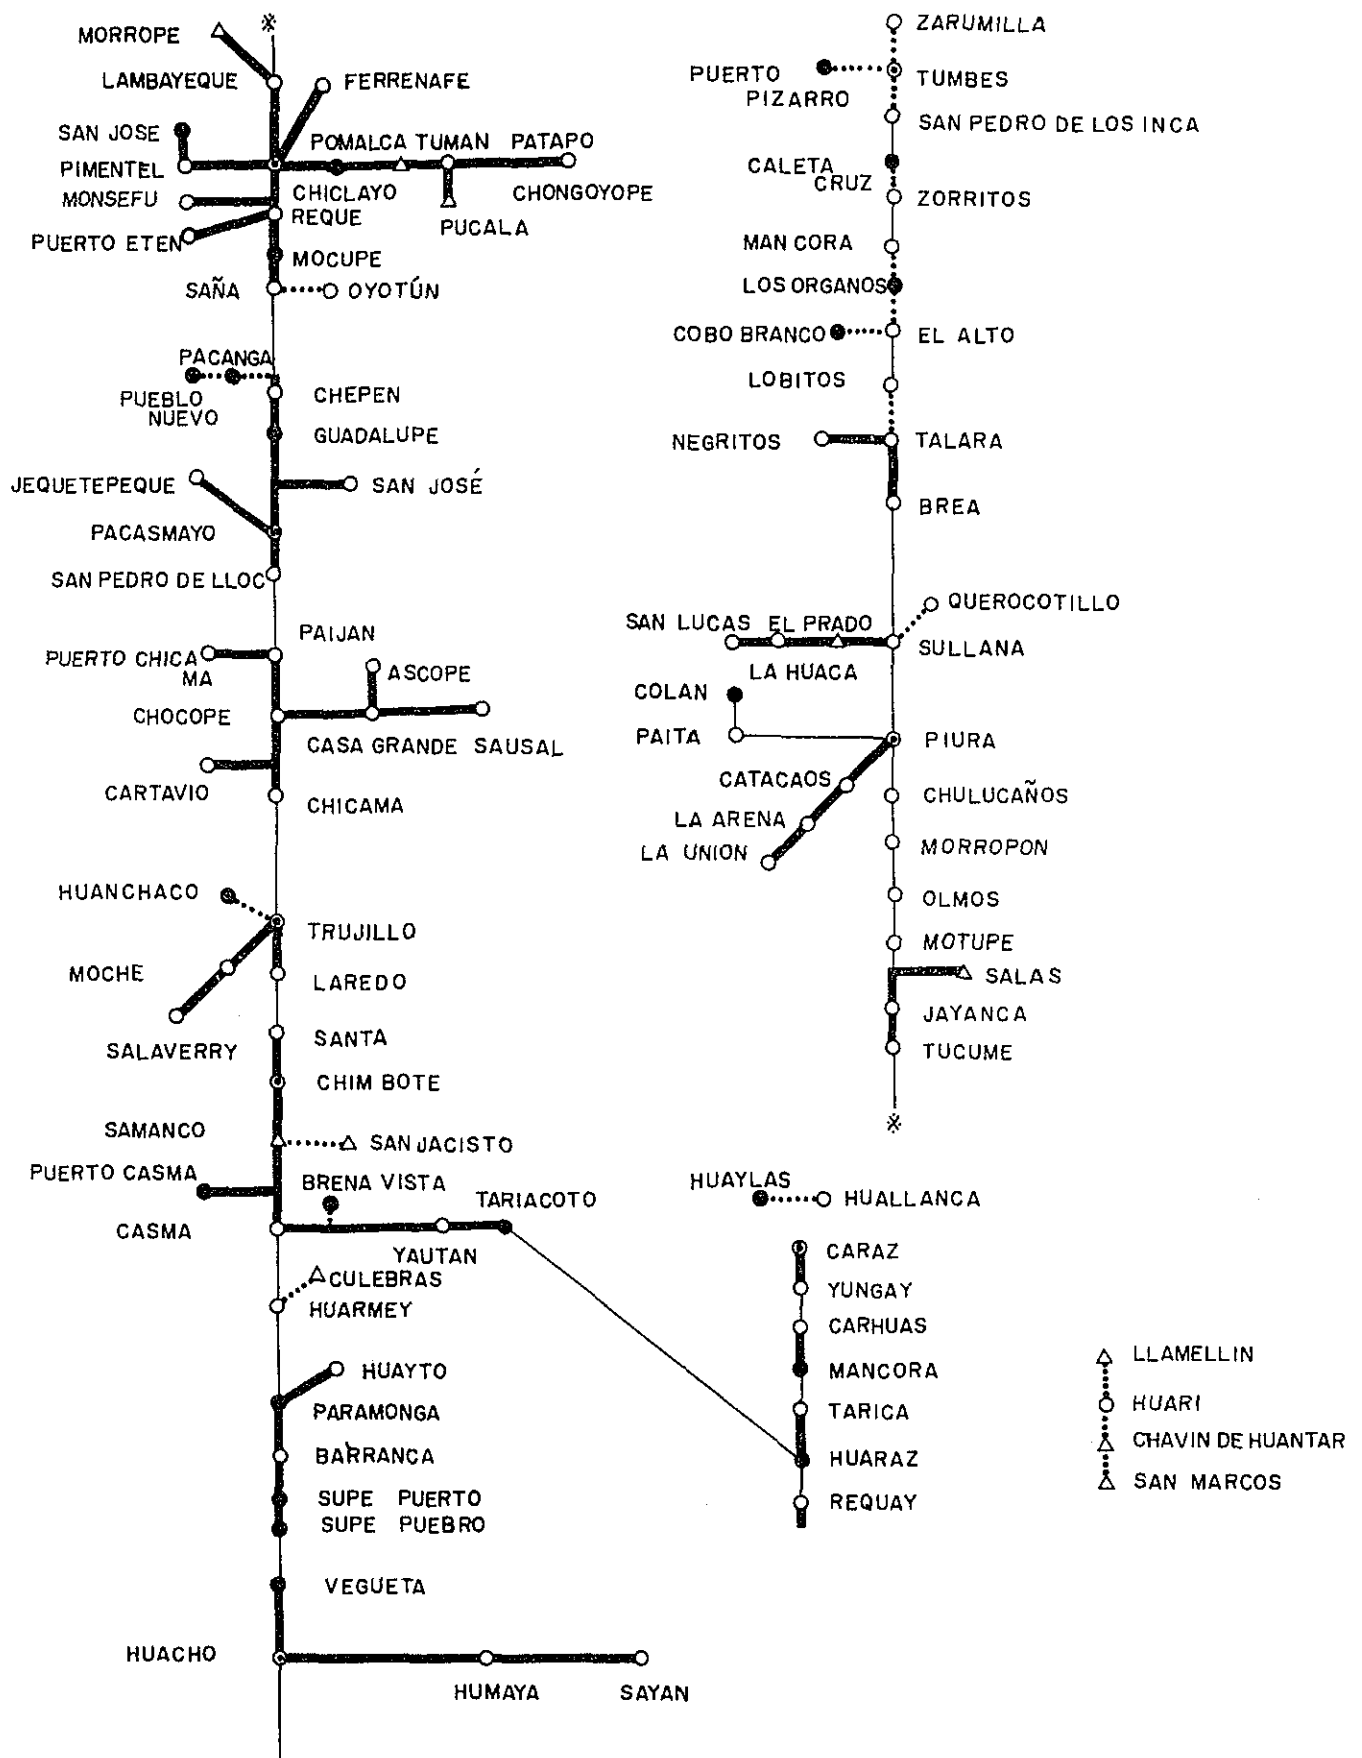 ※
MORROPE
LAMBAYEQUE
FERRENAFE
SAN JOSE
POMALCA TUMAN PATAPO
PIMENTEL
CHICLAYO
CHONGOYOPE
MONSEFU
REQUE
PUCALA
PUERTO ETEN
MOCUPE
SAÑA
OYOTÚN
PACANGA
PUEBLO
NUEVO
CHEPEN
GUADALUPE
JEQUETEPEQUE
SAN JOSÉ
PACASMAYO
SAN PEDRO DE LLOC
PAIJAN
PUERTO CHICA
MA
ASCOPE
CHOCOPE
CASA GRANDE SAUSAL
CARTAVIO
CHICAMA
HUANCHACO
TRUJILLO
MOCHE
LAREDO
SALAVERRY
SANTA
CHIM BOTE
SAMANCO
SAN JACISTO
PUERTO CASMA
BRENA VISTA
TARIACOTO
CASMA
YAUTAN
CULEBRAS
HUARMEY
HUAYTO
PARAMONGA
BARRANCA
SUPE PUERTO
SUPE PUEBRO
VEGUETA
HUACHO
HUMAYA
SAYAN
ZARUMILLA
PUERTO
PIZARRO
TUMBES
SAN PEDRO DE LOS INCA
CALETA
CRUZ
ZORRITOS
MAN CORA
LOS ORGANOS
COBO BRANCO
EL ALTO
LOBITOS
NEGRITOS
TALARA
BREA
QUEROCOTILLO
SAN LUCAS EL PRADO
SULLANA
LA HUACA
COLAN
PAITA
PIURA
CATACAOS
CHULUCAÑOS
LA ARENA
LA UNION
MORROPON
OLMOS
MOTUPE
SALAS
JAYANCA
TUCUME
※
HUAYLAS
HUALLANCA
CARAZ
YUNGAY
CARHUAS
MANCORA
TARICA
HUARAZ
REQUAY
LLAMELLIN
HUARI
CHAVIN DE HUANTAR
SAN MARCOS